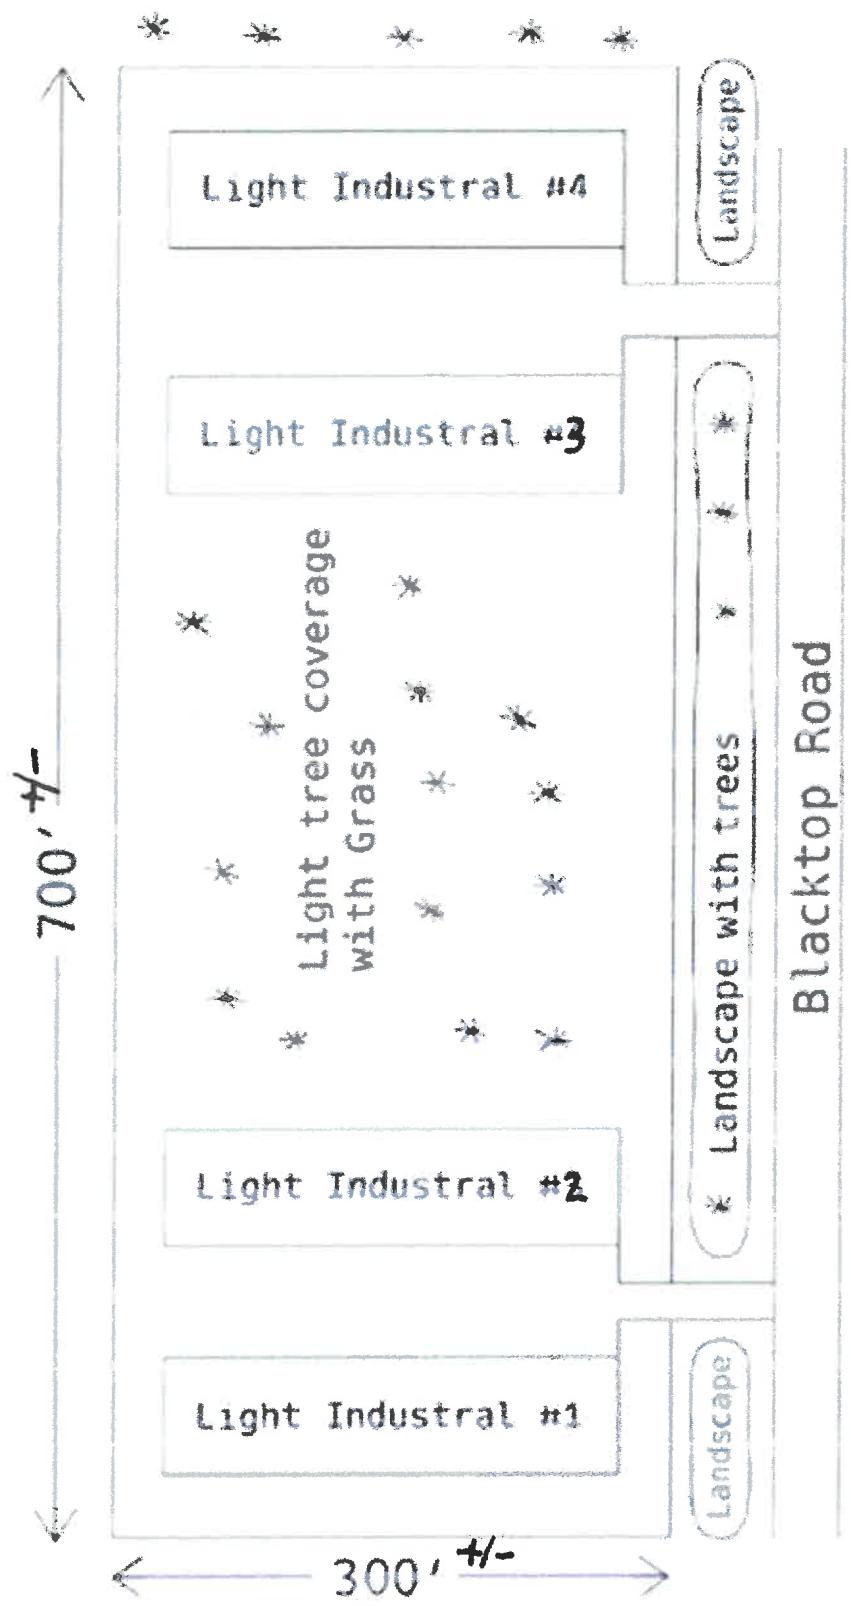 Landscape
Light Industral #4
Light Industral #3
Light tree coverage
with Grass
700' +/-
Landscape with trees
Blacktop Road
Light Industral #2
Light Industral #1
Landscape
300' +/-